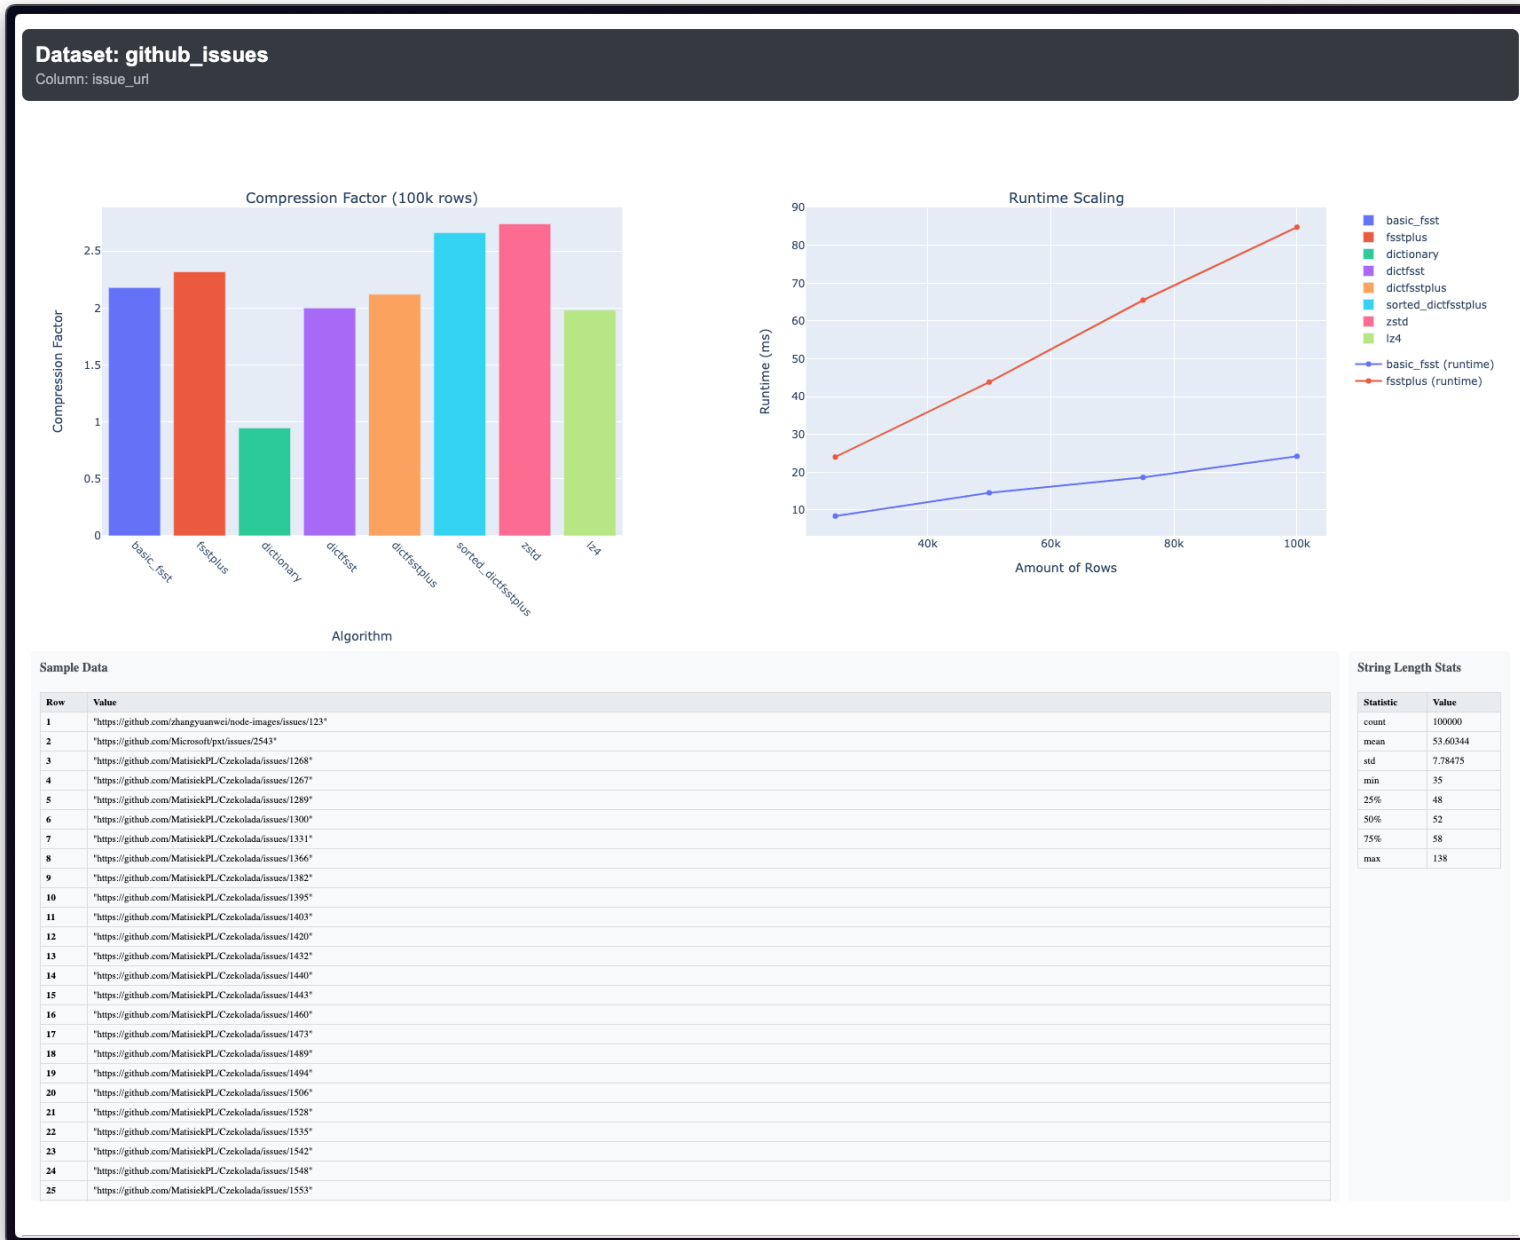 Dataset: github_issues
Column: issue_url
Compression Factor (100k rows)
Compression Factor
2.5
2
1.5
1
0.5
0
basic_fsst
fsstplus
dictionary
dictfsst
dictfsstplus
sorted_dictfsstplus
zstd
lz4
Algorithm
Runtime Scaling
Runtime (ms)
90
80
70
60
50
40
30
20
10
40k
60k
80k
100k
Amount of Rows
basic_fsst
fsstplus
dictionary
dictfsst
dictfsstplus
sorted_dictfsstplus
zstd
lz4
basic_fsst (runtime)
fsstplus (runtime)
Sample Data
Row Value
1 "https://github.com/zhangyuanwei/node-images/issues/123"
2 "https://github.com/Microsoft/pxt/issues/2543"
3 "https://github.com/MatisiekPL/Czekolada/issues/1268"
4 "https://github.com/MatisiekPL/Czekolada/issues/1267"
5 "https://github.com/MatisiekPL/Czekolada/issues/1289"
6 "https://github.com/MatisiekPL/Czekolada/issues/1300"
7 "https://github.com/MatisiekPL/Czekolada/issues/1331"
8 "https://github.com/MatisiekPL/Czekolada/issues/1366"
9 "https://github.com/MatisiekPL/Czekolada/issues/1382"
10 "https://github.com/MatisiekPL/Czekolada/issues/1395"
11 "https://github.com/MatisiekPL/Czekolada/issues/1403"
12 "https://github.com/MatisiekPL/Czekolada/issues/1420"
13 "https://github.com/MatisiekPL/Czekolada/issues/1432"
14 "https://github.com/MatisiekPL/Czekolada/issues/1440"
15 "https://github.com/MatisiekPL/Czekolada/issues/1443"
16 "https://github.com/MatisiekPL/Czekolada/issues/1460"
17 "https://github.com/MatisiekPL/Czekolada/issues/1473"
18 "https://github.com/MatisiekPL/Czekolada/issues/1489"
19 "https://github.com/MatisiekPL/Czekolada/issues/1494"
20 "https://github.com/MatisiekPL/Czekolada/issues/1506"
21 "https://github.com/MatisiekPL/Czekolada/issues/1528"
22 "https://github.com/MatisiekPL/Czekolada/issues/1535"
23 "https://github.com/MatisiekPL/Czekolada/issues/1542"
24 "https://github.com/MatisiekPL/Czekolada/issues/1548"
25 "https://github.com/MatisiekPL/Czekolada/issues/1553"
String Length Stats
Statistic Value
count 100000
mean 53.60344
std 7.78475
min 35
25% 48
50% 52
75% 58
max 138